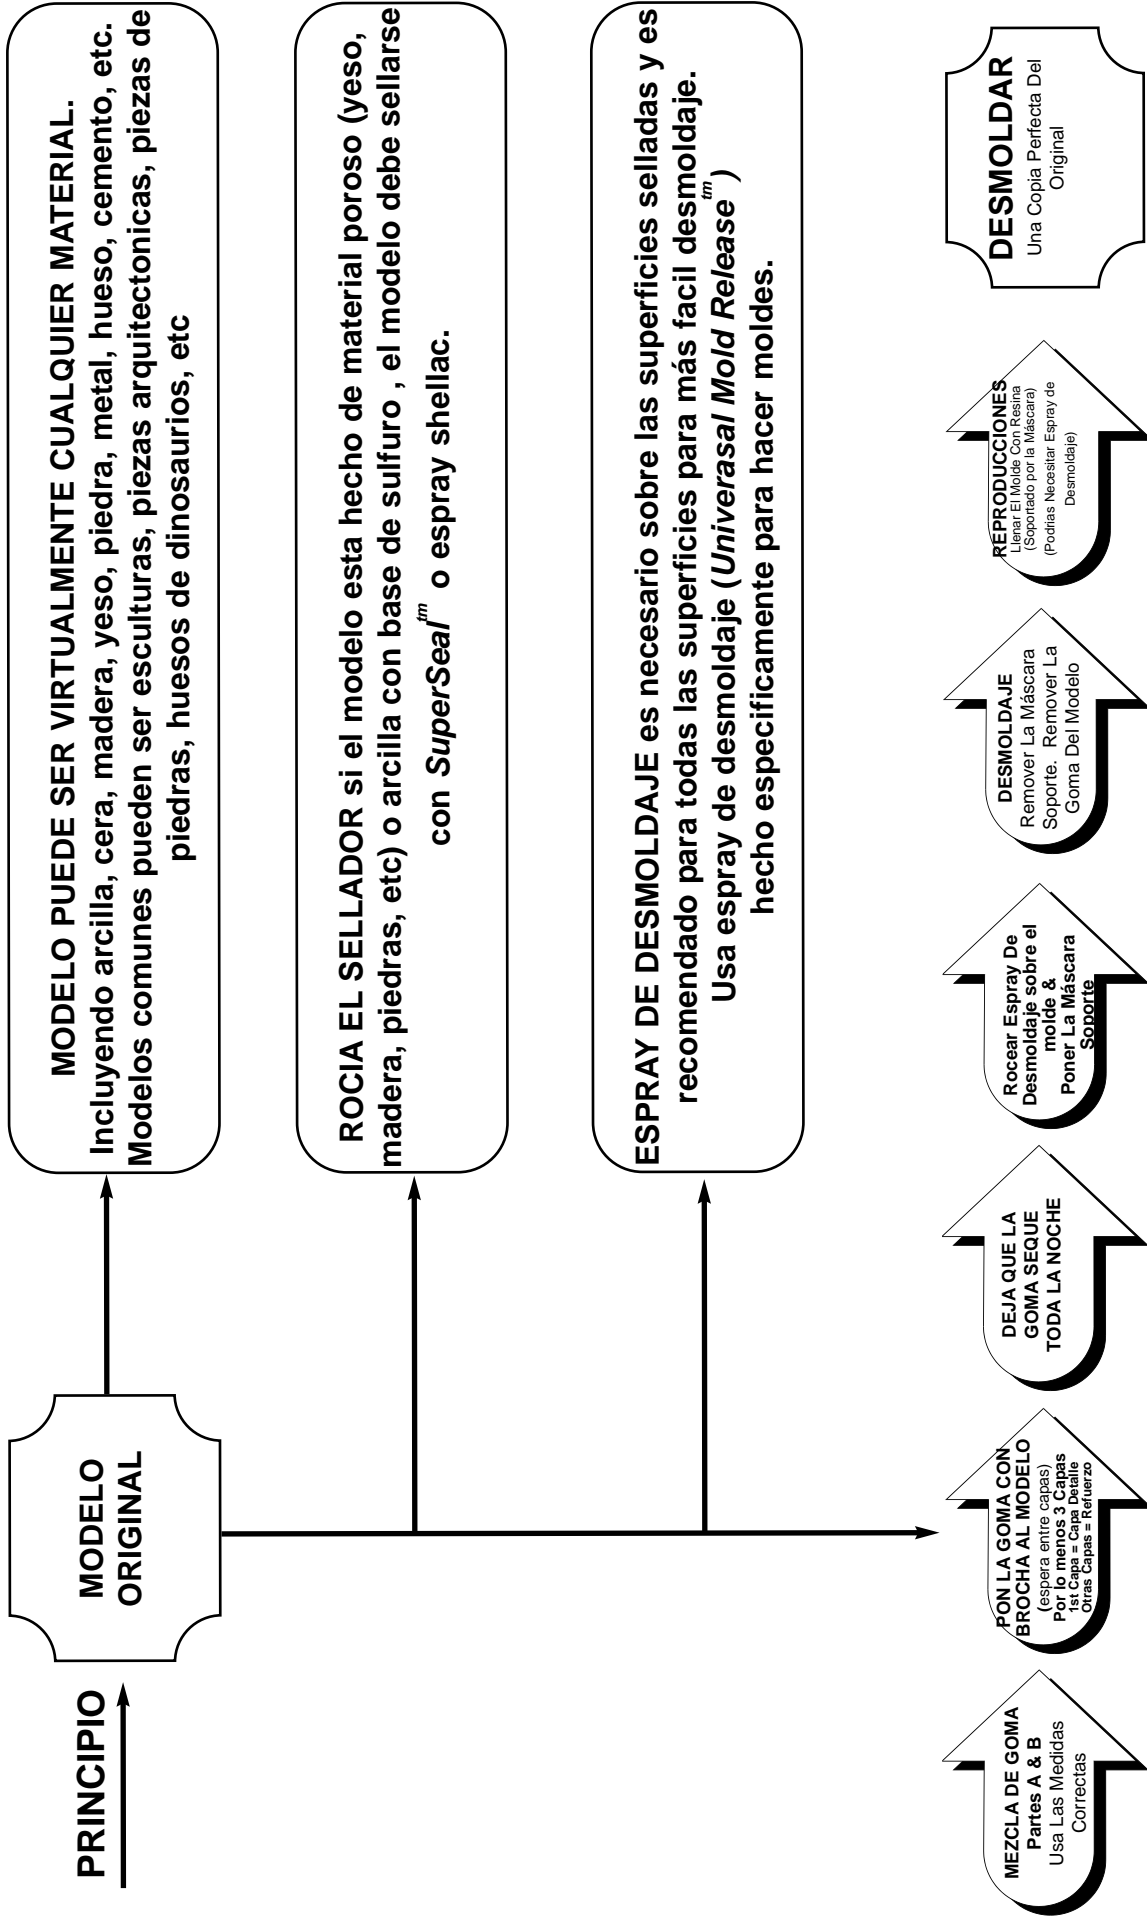 PRINCIPIO
MODELO
ORIGINAL
MODELO PUEDE SER VIRTUALMENTE CUALQUIER MATERIAL.
Incluyendo arcilla, cera, madera, yeso, piedra, metal, hueso, cemento, etc.
Modelos comunes pueden ser esculturas, piezas arquitectonicas, piezas de
piedras, huesos de dinosaurios, etc
ROCIA EL SELLADOR si el modelo esta hecho de material poroso (yeso,
madera, piedras, etc) o arcilla con base de sulfuro , el modelo debe sellarse
con SuperSeal tm o espray shellac.
ESPRAY DE DESMOLDAJE es necesario sobre las superficies selladas y es
recomendado para todas las superficies para más facil desmoldaje.
Usa espray de desmoldaje (Univerasal Mold Release tm )
hecho especificamente para hacer moldes.
MEZCLA DE GOMA
Partes A & B
Usa Las Medidas
Correctas
PON LA GOMA CON
BROCHA AL MODELO
(espera entre capas)
Por lo menos 3 Capas
1st Capa = Capa Detalle
Otras Capas = Refuerzo
DEJA QUE LA
GOMA SEQUE
TODA LA NOCHE
Rocear Espray De
Desmoldaje sobre el
molde &
Poner La Máscara
Soporte
DESMOLDAJE
Remover La Máscara
Soporte. Remover La
Goma Del Modelo
REPRODUCCIONES
Llenar El Molde Con Resina
(Soportado por la Máscara)
(Podrias Necesitar Espray de
Desmoldaje)
DESMOLDAR
Una Copia Perfecta Del
Original